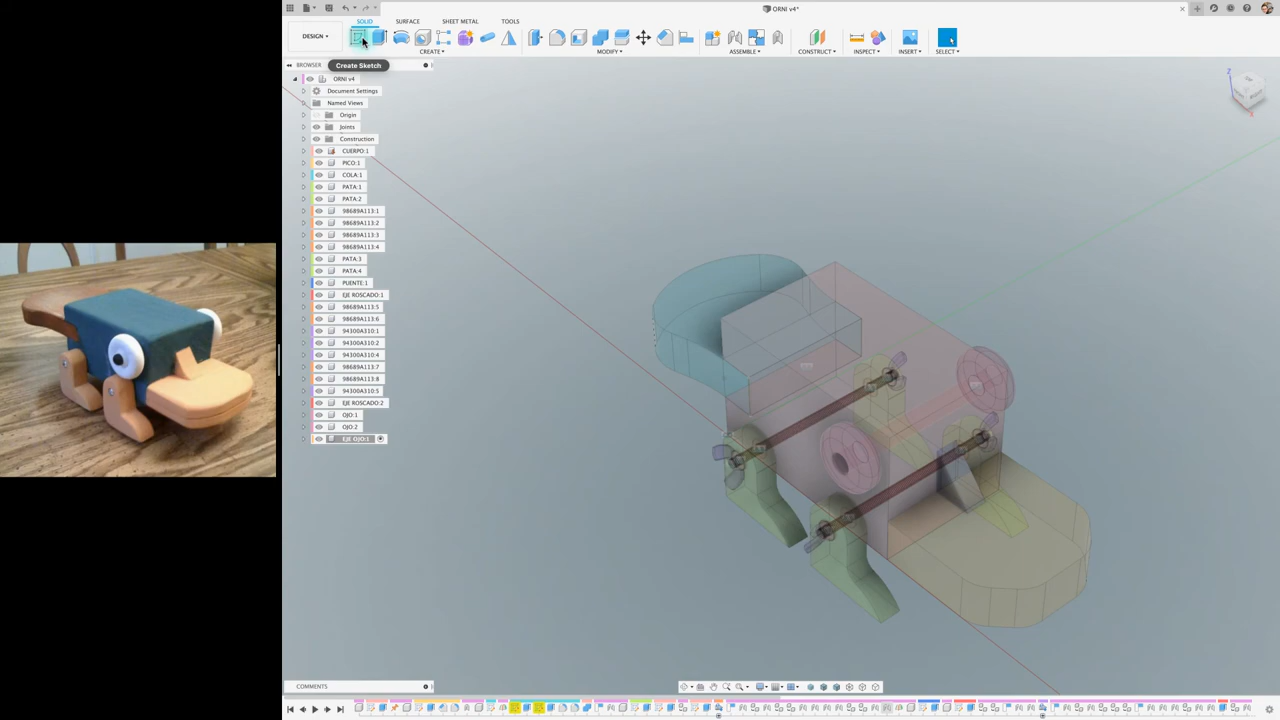 ORNI v4*
DESIGN ▾
SOLID
SURFACE
SHEET METAL
TOOLS
CREATE ▾
MODIFY ▾
ASSEMBLE ▾
CONSTRUCT ▾
INSPECT ▾
INSERT ▾
SELECT ▾
BROWSER
Create Sketch
ORNI v4
Document Settings
Named Views
Origin
Joints
Construction
CUERPO:1
PICO:1
COLA:1
PATA:1
PATA:2
98689A113:1
98689A113:2
98689A113:3
98689A113:4
PATA:3
PATA:4
PUENTE:1
EJE ROSCADO:1
98689A113:5
98689A113:6
94300A310:1
94300A310:2
94300A310:4
98689A113:7
98689A113:8
94300A310:5
EJE ROSCADO:2
OJO:1
OJO:2
EJE OJO:1
Z
X
COMMENTS